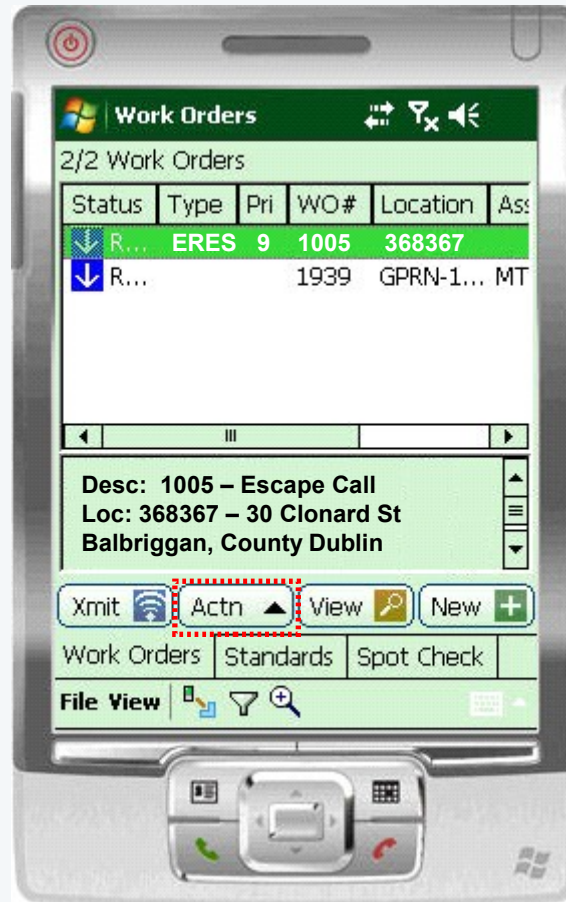 Work Orders
2/2 Work Orders
Status Type Pri WO# Location Ass
R... ERES 9 1005 368367
R... 1939 GPRN-1... MT
Desc: 1005 – Escape Call
Loc: 368367 – 30 Clonard St
Balbriggan, County Dublin
Xmit Actn View New
Work Orders Standards Spot Check
File View